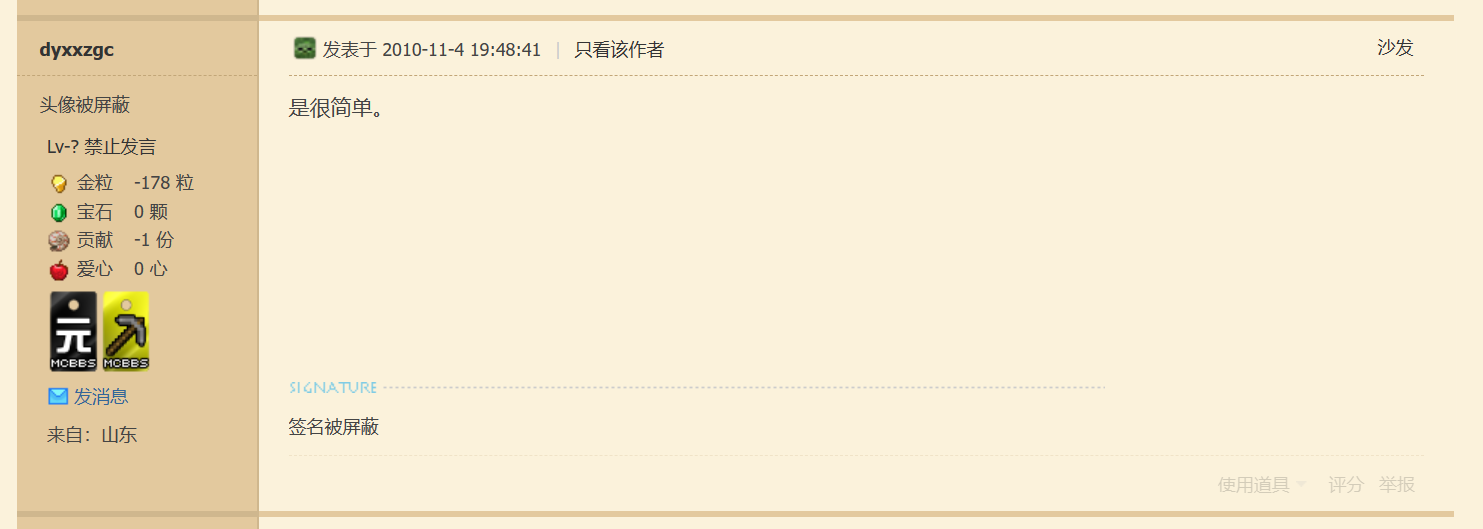 dyxxzgc
头像被屏蔽
Lv-? 禁止发言
金粒 -178 粒
宝石 0 颗
贡献 -1 份
爱心 0 心
元
MCBBS MCBBS
发消息
来自：山东
发表于 2010-11-4 19:48:41 | 只看该作者 沙发
是很简单。
SIGNATURE
签名被屏蔽
使用道具 评分 举报